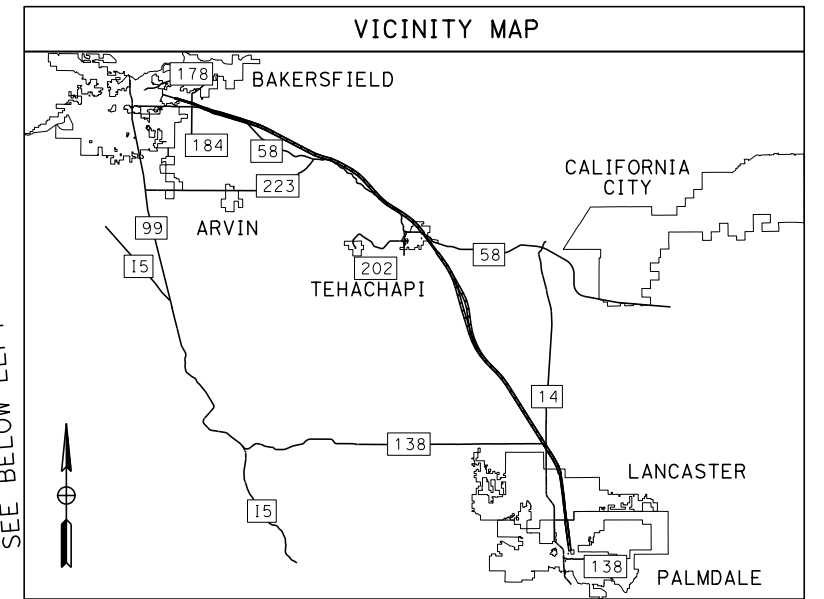 VICINITY MAP
178
BAKERSFIELD
184
58
223
CALIFORNIA
CITY
ARVIN
99
I5
202
58
TEHACHAPI
14
138
SEE BELOW
LANCASTER
I5
138
PALMDALE